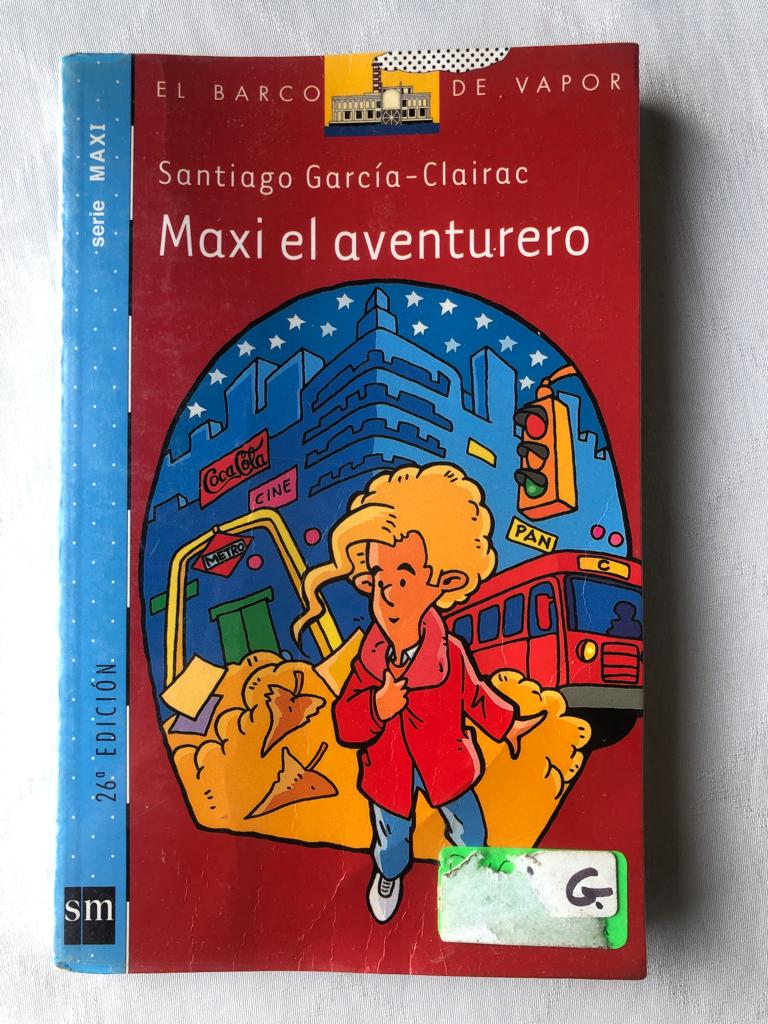 EL BARCO DE VAPOR
Santiago García-Clairac
Maxi el aventurero
serie MAXI
26ª EDICIÓN
sm
Coca Cola
CINE
METRO
PAN
C
G.